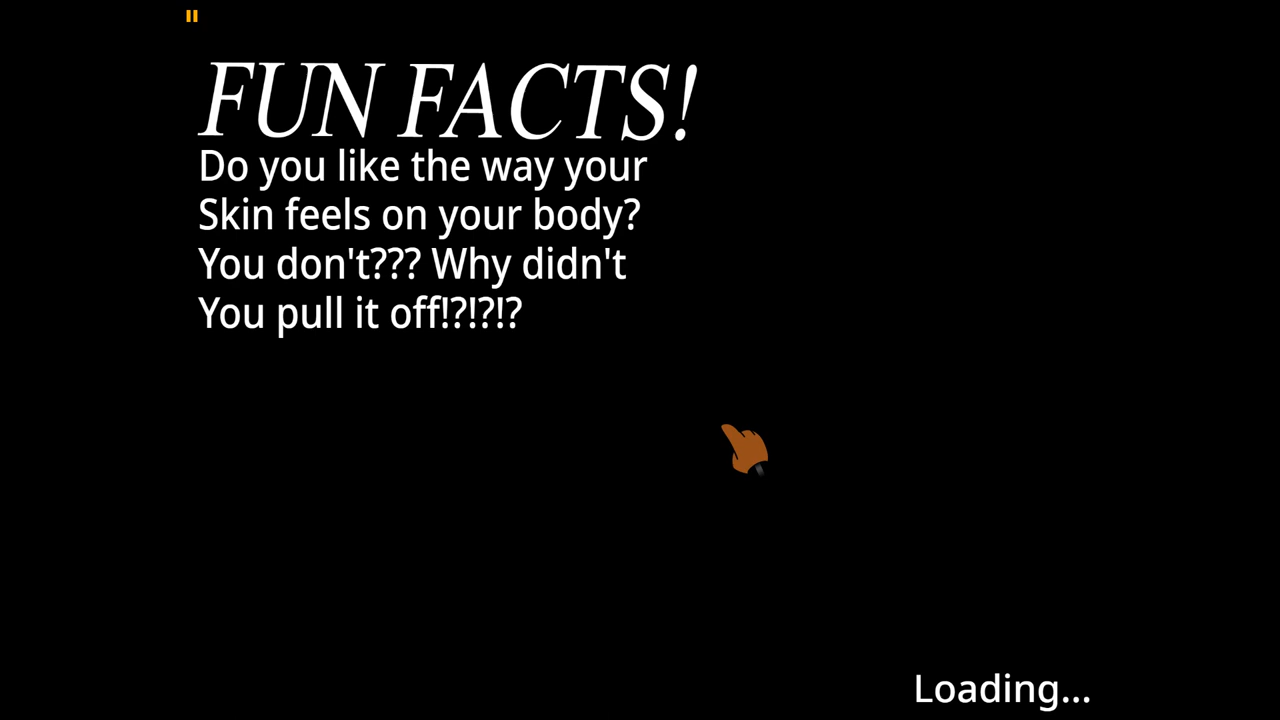 "
FUN FACTS!
Do you like the way your
Skin feels on your body?
You don't??? Why didn't
You pull it off!?!?!?
Loading...